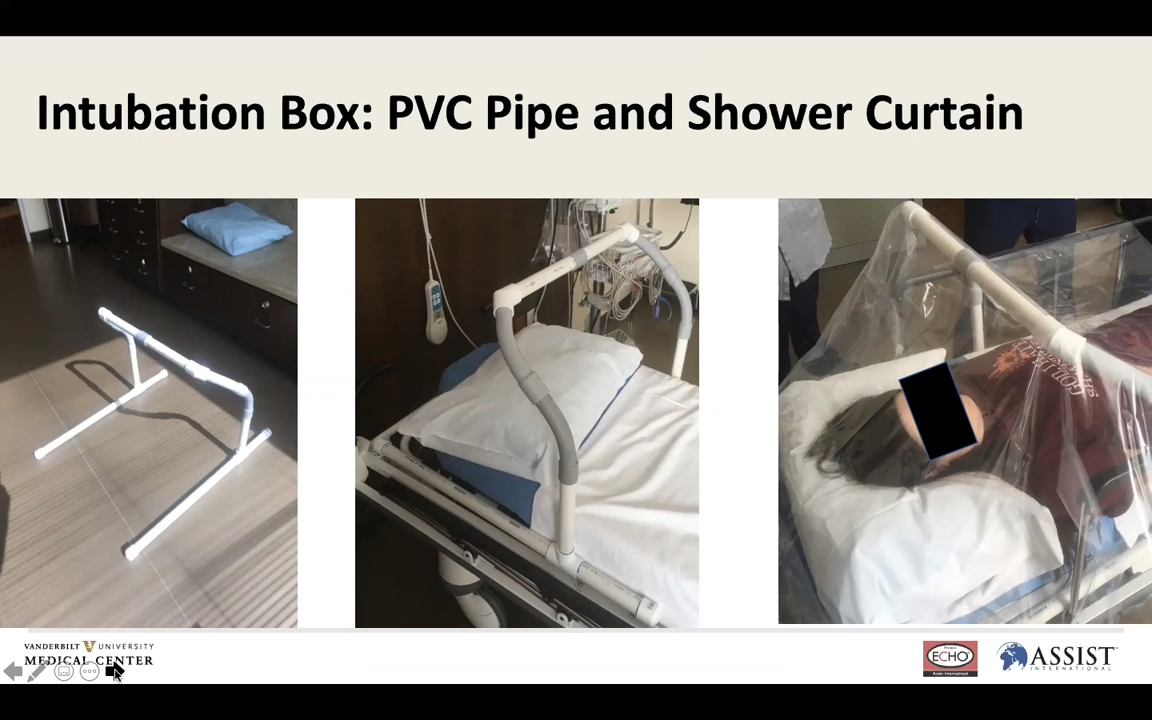 Intubation Box: PVC Pipe and Shower Curtain
VANDERBILT UNIVERSITY
MEDICAL CENTER
ECHO
ASSIST
INTERNATIONAL